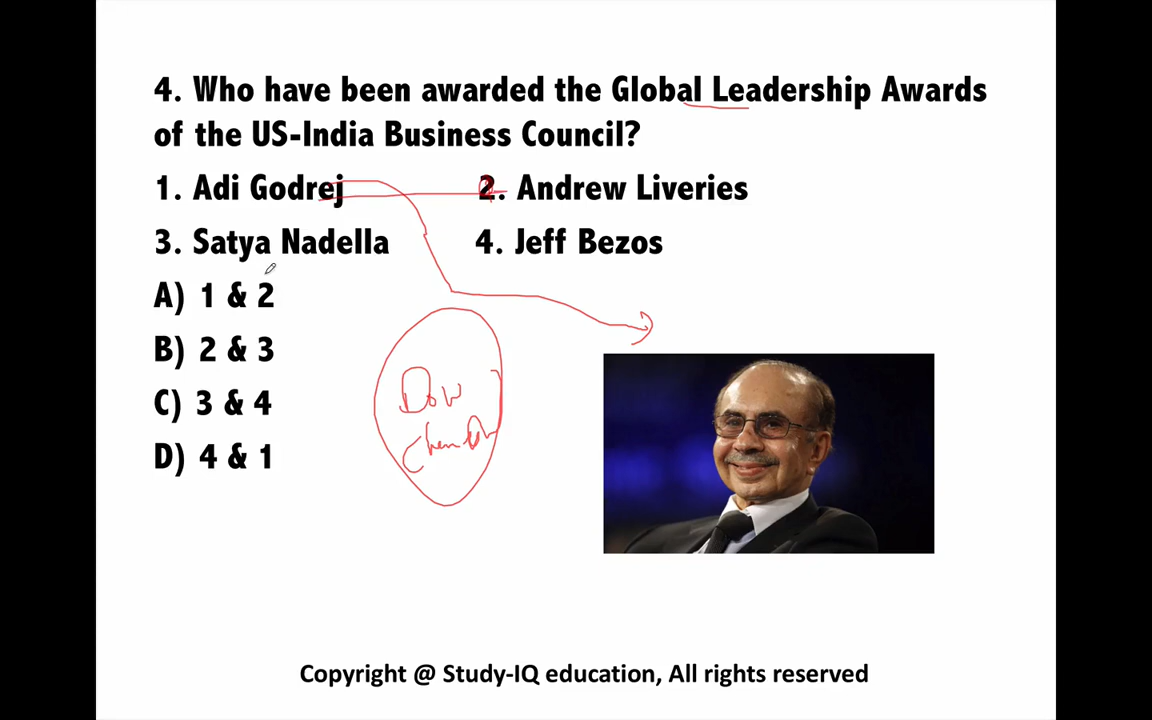 4. Who have been awarded the Global Leadership Awards
of the US-India Business Council?
1. Adi Godrej 2. Andrew Liveries
3. Satya Nadella 4. Jeff Bezos
A) 1 & 2
B) 2 & 3
C) 3 & 4
D) 4 & 1
Dow
Copyright @ Study-IQ education, All rights reserved